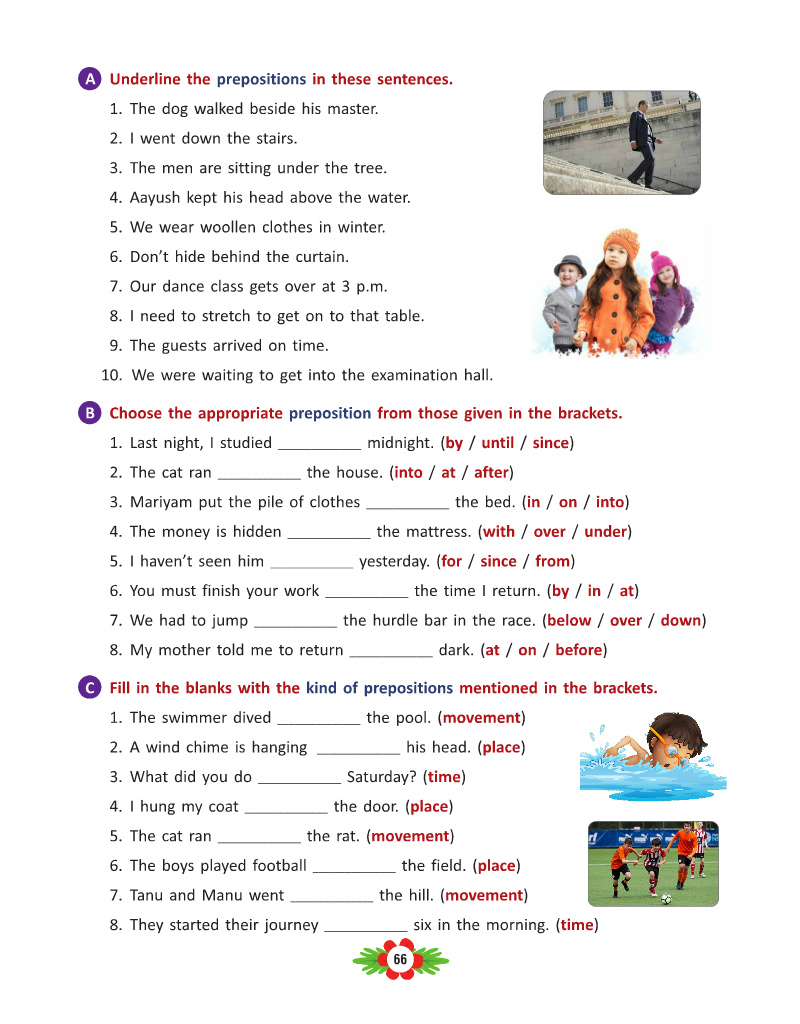 A Underline the prepositions in these sentences.
1. The dog walked beside his master.
2. I went down the stairs.
3. The men are sitting under the tree.
4. Aayush kept his head above the water.
5. We wear woollen clothes in winter.
6. Don't hide behind the curtain.
7. Our dance class gets over at 3 p.m.
8. I need to stretch to get on to that table.
9. The guests arrived on time.
10. We were waiting to get into the examination hall.
B Choose the appropriate preposition from those given in the brackets.
1. Last night, I studied __________ midnight. (by / until / since)
2. The cat ran __________ the house. (into / at / after)
3. Mariyam put the pile of clothes __________ the bed. (in / on / into)
4. The money is hidden __________ the mattress. (with / over / under)
5. I haven't seen him __________ yesterday. (for / since / from)
6. You must finish your work __________ the time I return. (by / in / at)
7. We had to jump __________ the hurdle bar in the race. (below / over / down)
8. My mother told me to return __________ dark. (at / on / before)
C Fill in the blanks with the kind of prepositions mentioned in the brackets.
1. The swimmer dived __________ the pool. (movement)
2. A wind chime is hanging __________ his head. (place)
3. What did you do __________ Saturday? (time)
4. I hung my coat __________ the door. (place)
5. The cat ran __________ the rat. (movement)
6. The boys played football __________ the field. (place)
7. Tanu and Manu went __________ the hill. (movement)
8. They started their journey __________ six in the morning. (time)
66